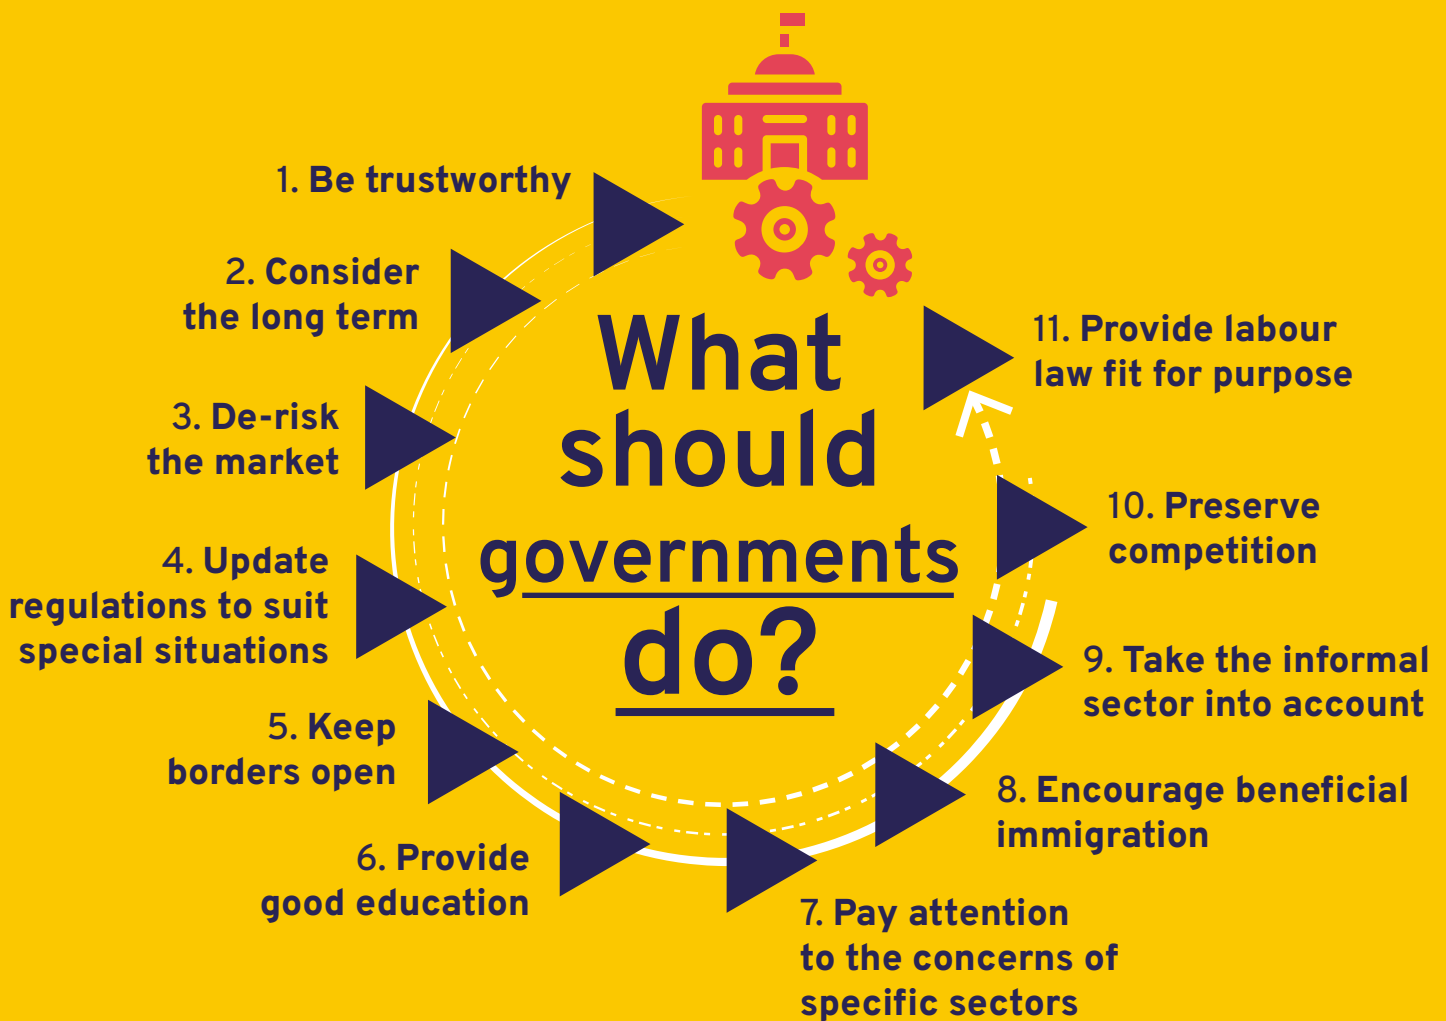 What
should
governments
do?
1. Be trustworthy
2. Consider
the long term
3. De-risk
the market
4. Update
regulations to suit
special situations
5. Keep
borders open
6. Provide
good education
7. Pay attention
to the concerns of
specific sectors
8. Encourage beneficial
immigration
9. Take the informal
sector into account
10. Preserve
competition
11. Provide labour
law fit for purpose